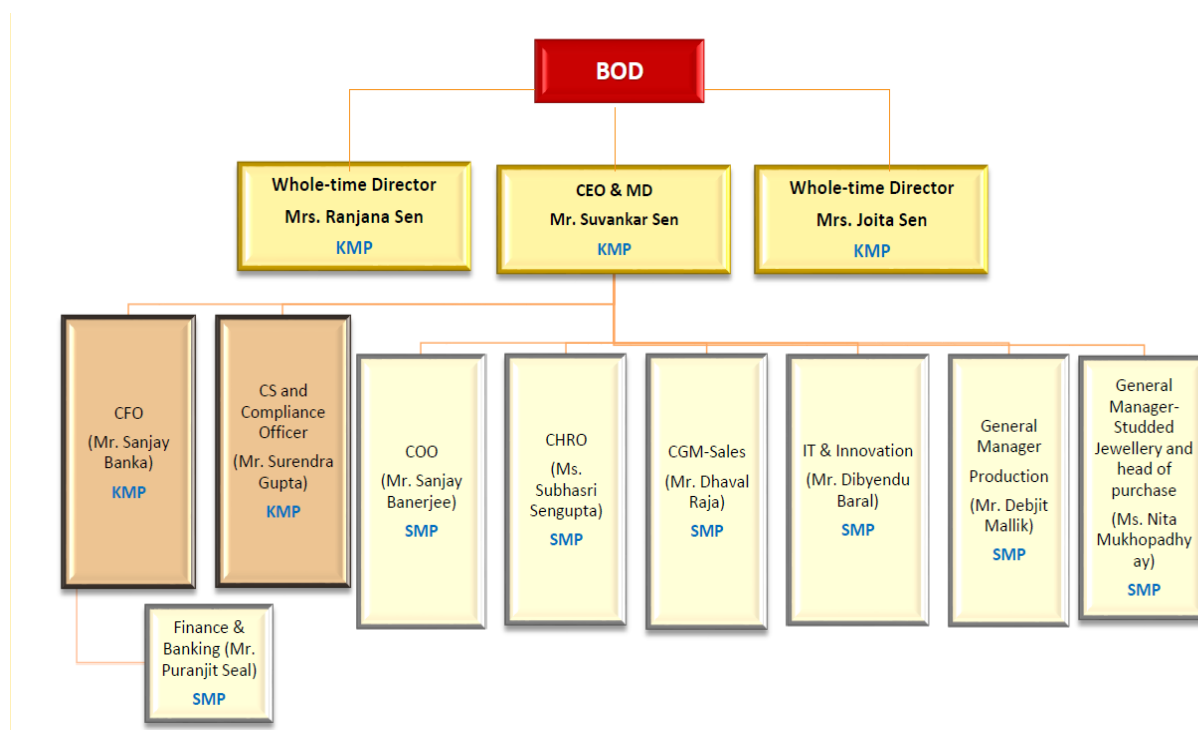 BOD
Whole-time Director
Mrs. Ranjana Sen
KMP
CEO & MD
Mr. Suvankar Sen
KMP
Whole-time Director
Mrs. Joita Sen
KMP
CFO
(Mr. Sanjay
Banka)
KMP
CS and
Compliance
Officer
(Mr. Surendra
Gupta)
KMP
COO
(Mr. Sanjay
Banerjee)
SMP
CHRO
(Ms.
Subhasri
Sengupta)
SMP
CGM-Sales
(Mr. Dhaval
Raja)
SMP
IT & Innovation
(Mr. Dibyendu
Baral)
SMP
General
Manager
Production
(Mr. Debjit
Mallik)
SMP
General
Manager-
Studded
Jewellery and
head of
purchase
(Ms. Nita
Mukhopadhy
ay)
SMP
Finance &
Banking (Mr.
Puranjit Seal)
SMP